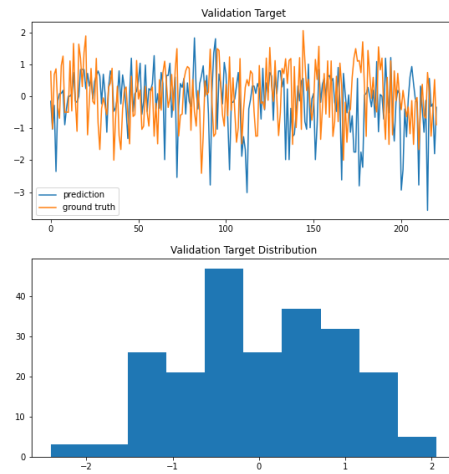 Validation Target
2
1
0
−1
−2
−3
prediction
ground truth
0 50 100 150 200
Validation Target Distribution
40
30
20
10
0
−2 −1 0 1 2